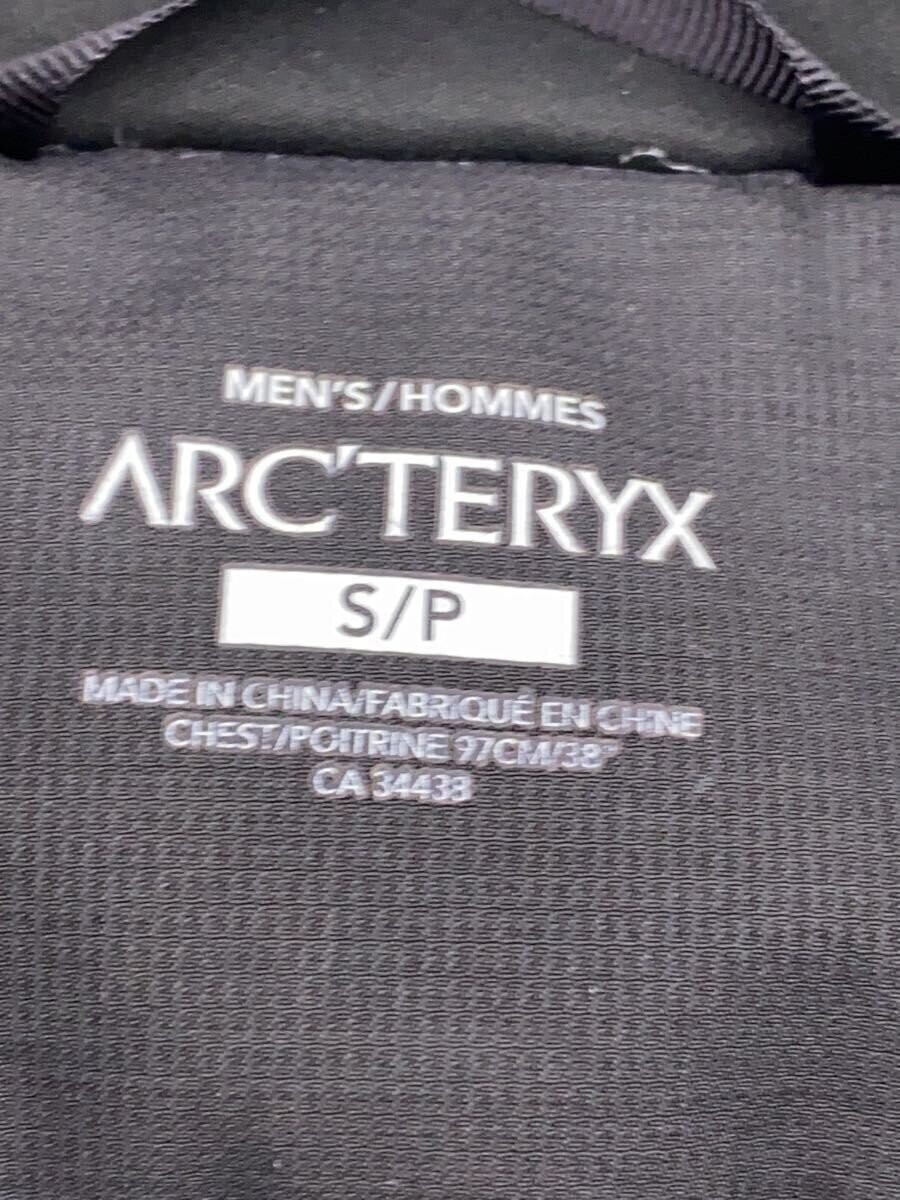 MEN'S/HOMMES
ARC'TERYX
S/P
MADE IN CHINA/FABRIQUÉ EN CHINE
CHEST/POITRINE 97CM/38"
CA 34438